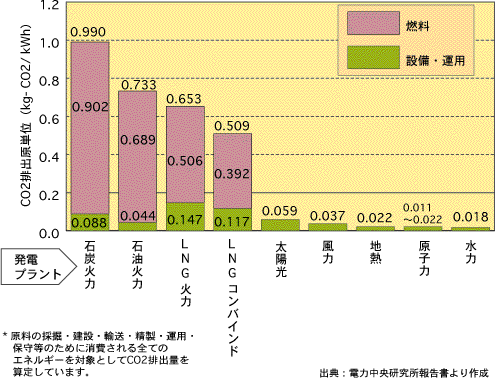 1.2
1.0
0.8
0.6
0.4
0.2
0.0
CO2排出原単位（kg-CO2/kWh)
燃料
設備・運用
0.990
0.902
0.088
0.733
0.689
0.044
0.653
0.506
0.147
0.509
0.392
0.117
0.059
0.037
0.022
0.011
～0.022
0.018
発電
プラント
石炭火力
石油火力
LNG火力
LNGコンバインド
太陽光
風力
地熱
原子力
水力
* 原料の採掘・建設・輸送・精製・運用・
保守等のために消費される全ての
エネルギーを対象としてCO2排出量を
算定しています。
出典：電力中央研究所報告書より作成